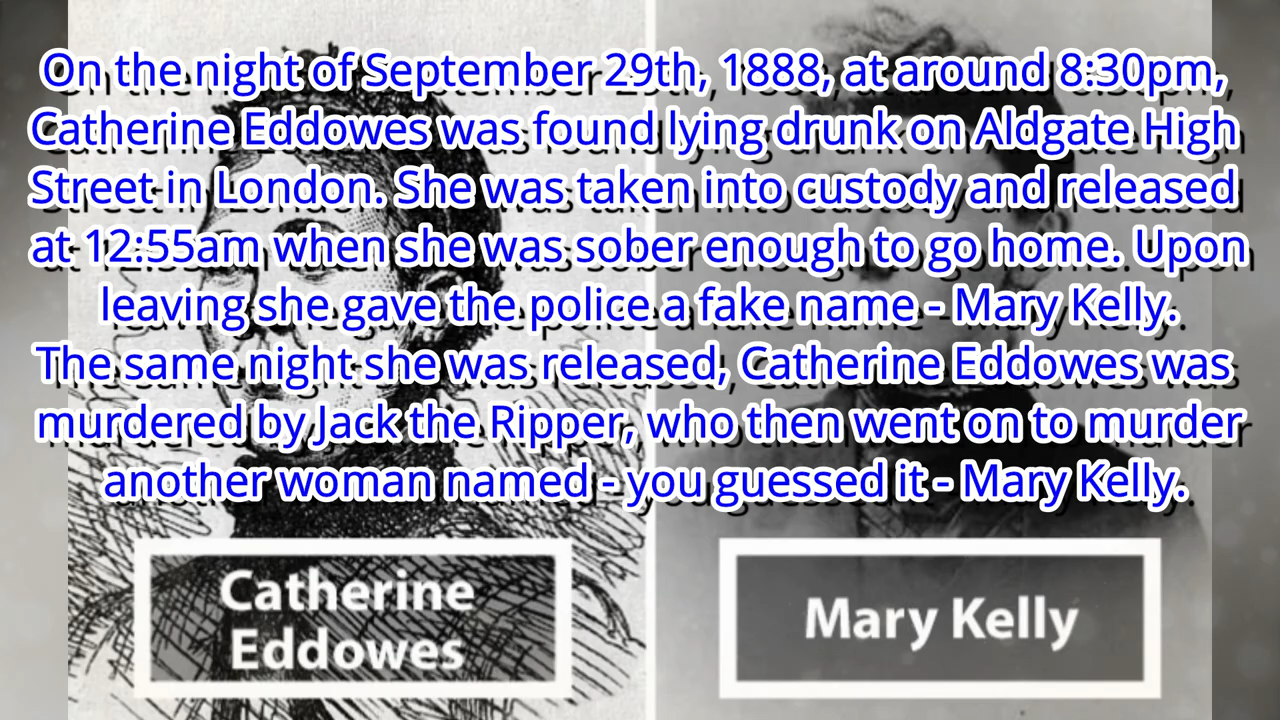 On the night of September 29th, 1888, at around 8:30pm,
Catherine Eddowes was found lying drunk on Aldgate High
Street in London. She was taken into custody and released
at 12:55am when she was sober enough to go home. Upon
leaving she gave the police a fake name - Mary Kelly.
The same night she was released, Catherine Eddowes was
murdered by Jack the Ripper, who then went on to murder
another woman named - you guessed it - Mary Kelly.
Catherine
Eddowes
Mary Kelly